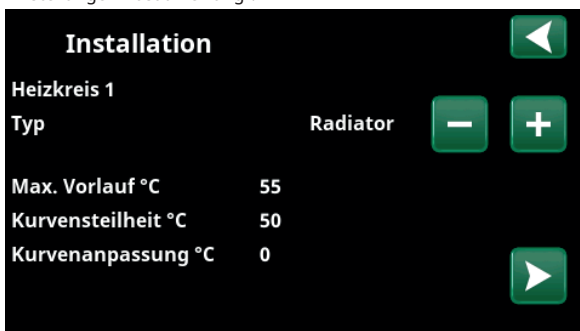 Installation
Heizkreis 1
Typ Radiator
Max. Vorlauf °C 55
Kurvensteilheit °C 50
Kurvenanpassung °C 0